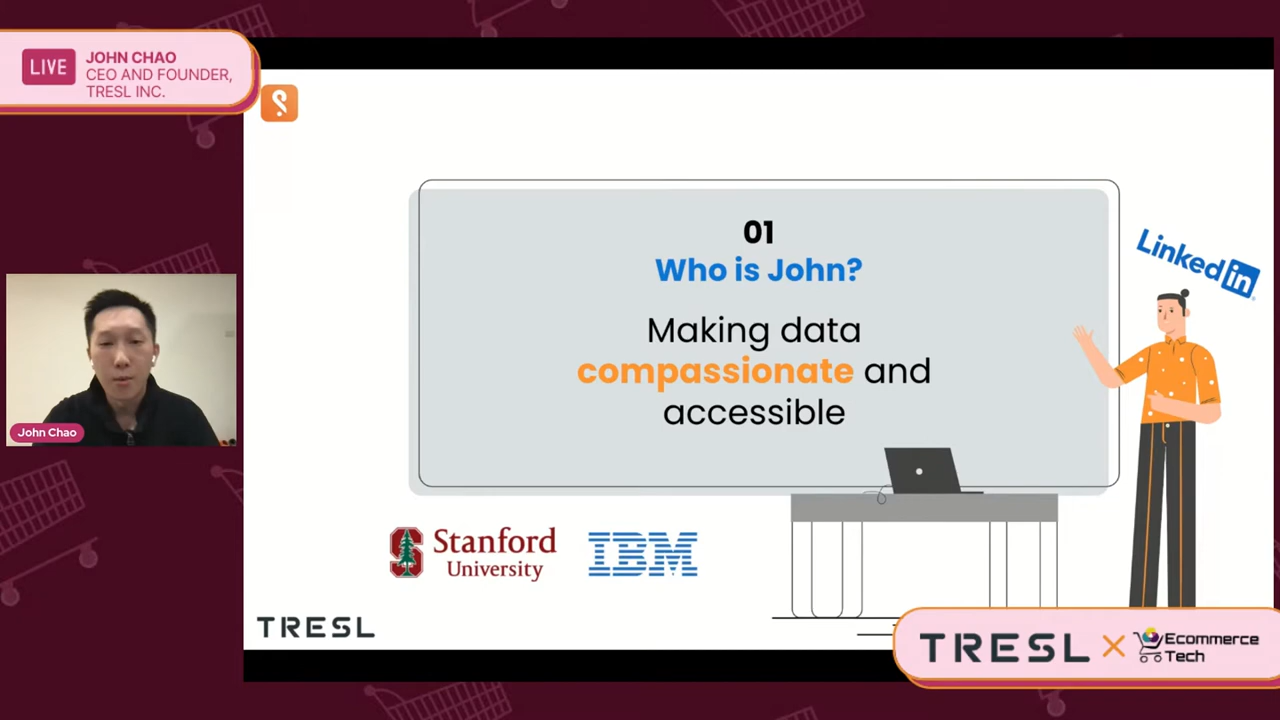 LIVE
JOHN CHAO
CEO AND FOUNDER,
TRESL INC.
01
Who is John?
Making data
compassionate and
accessible
LinkedIn
John Chao
Stanford
University
IBM
TRESL
TRESL X Ecommerce
Tech